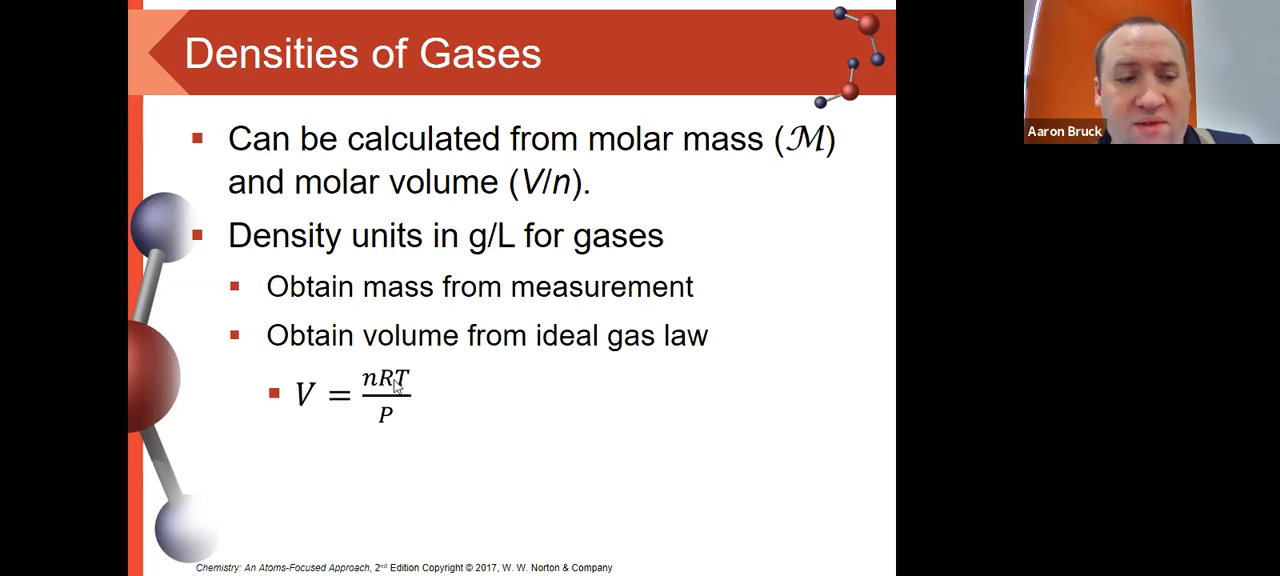 Densities of Gases
Can be calculated from molar mass (ℳ)
and molar volume (V/n).
Density units in g/L for gases
Obtain mass from measurement
Obtain volume from ideal gas law
V = nRT/P
Chemistry: An Atoms-Focused Approach, 2nd Edition Copyright © 2017, W. W. Norton & Company
Aaron Bruck